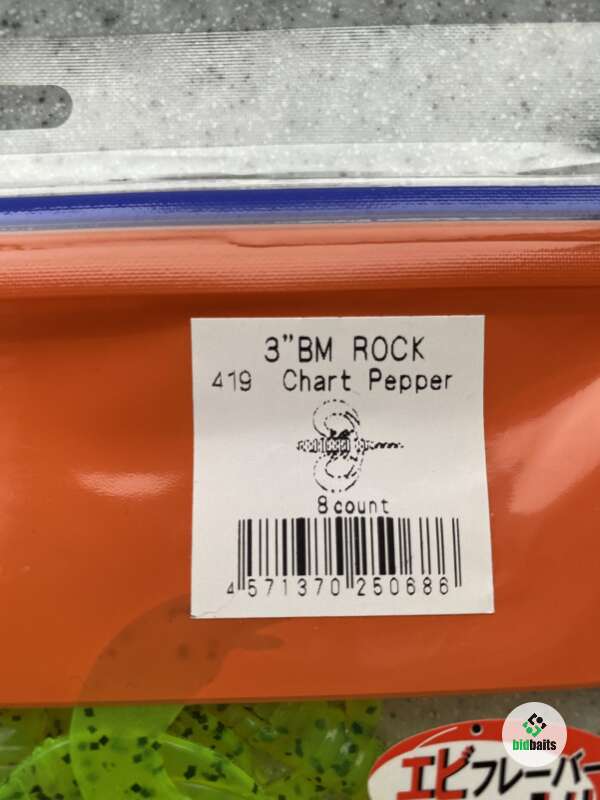 3”BM ROCK
419 Chart Pepper
8 count
4 571370 250686
bidbaits
エビフレーバー